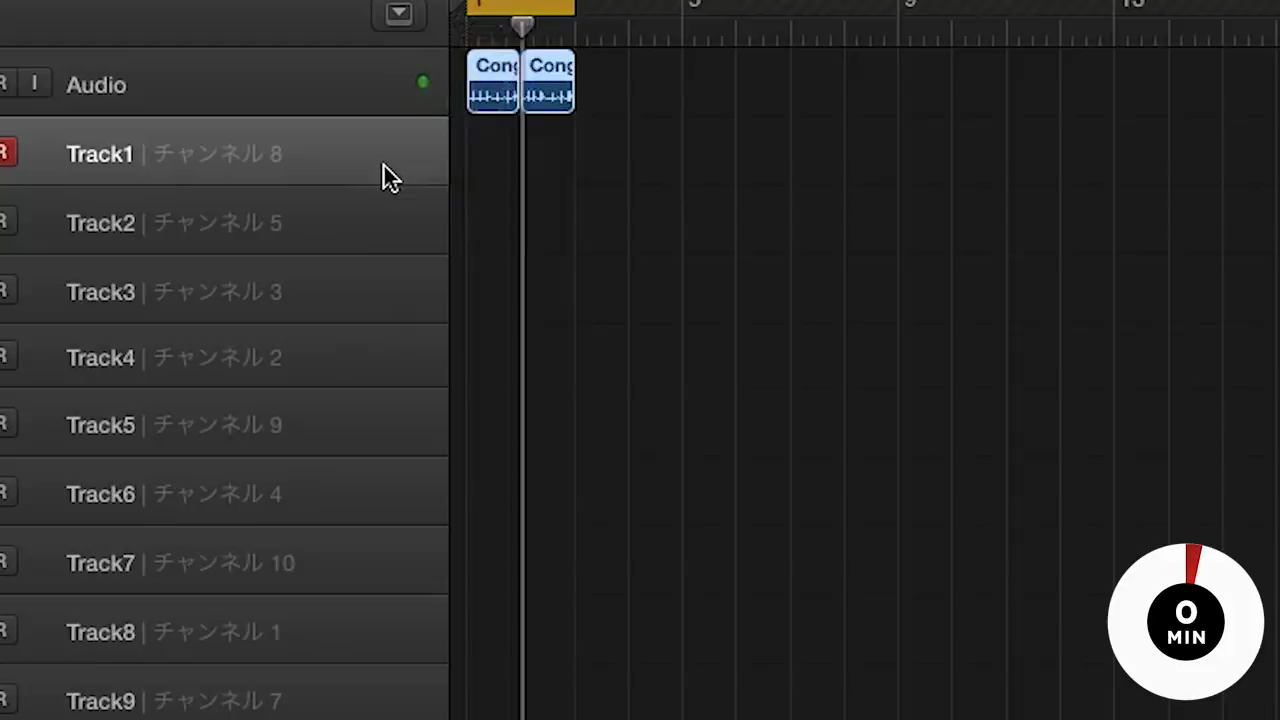 5 9 13
Cong Cong
R I Audio
R Track1 | チャンネル 8
R Track2 | チャンネル 5
R Track3 | チャンネル 3
R Track4 | チャンネル 2
R Track5 | チャンネル 9
R Track6 | チャンネル 4
R Track7 | チャンネル 10
R Track8 | チャンネル 1
R Track9 | チャンネル 7
0
MIN